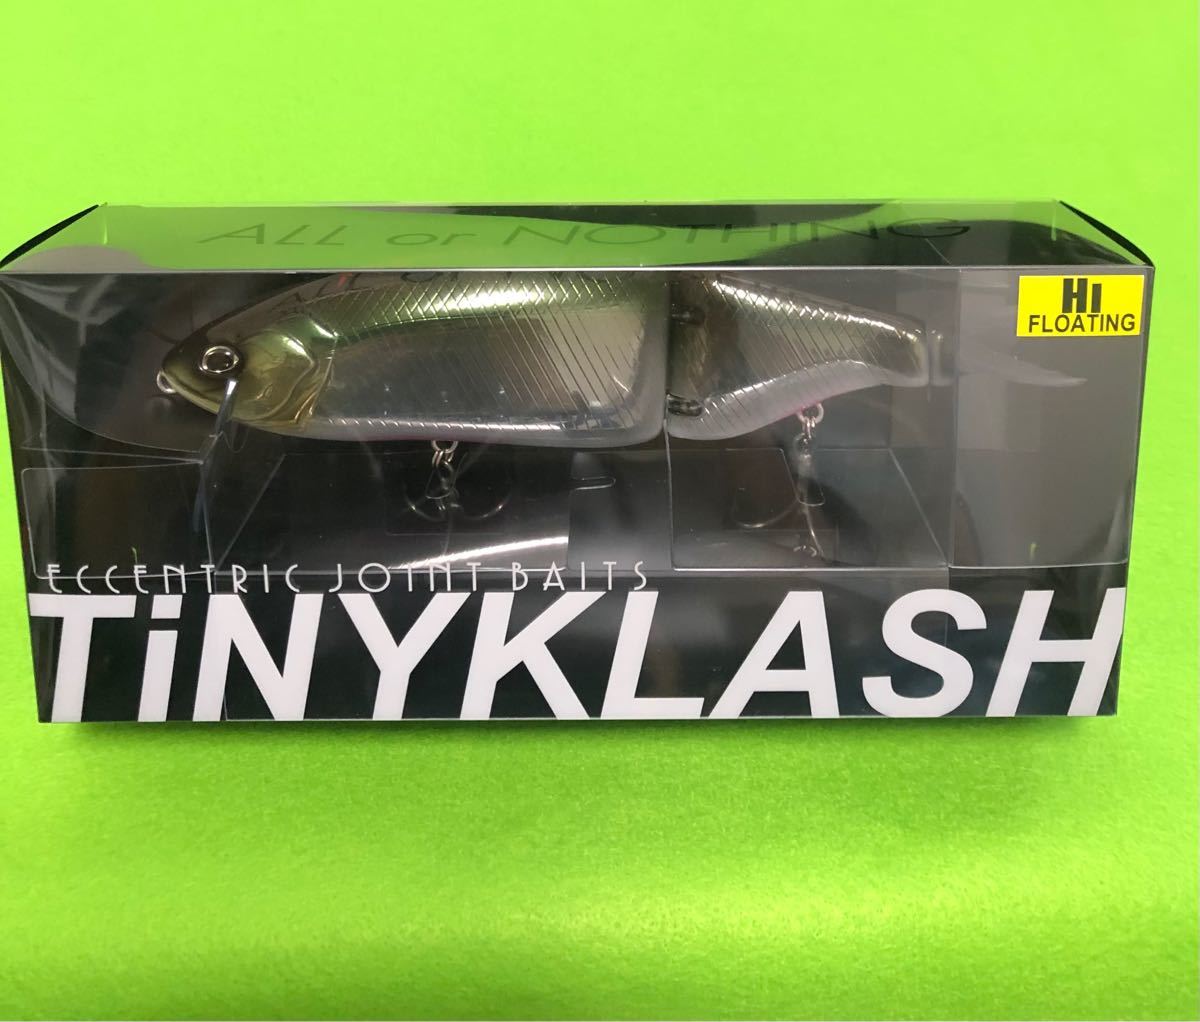 ALL or NOTHING
HI
FLOATING
ECCENTRIC JOINT BAITS
TiNYKLASH